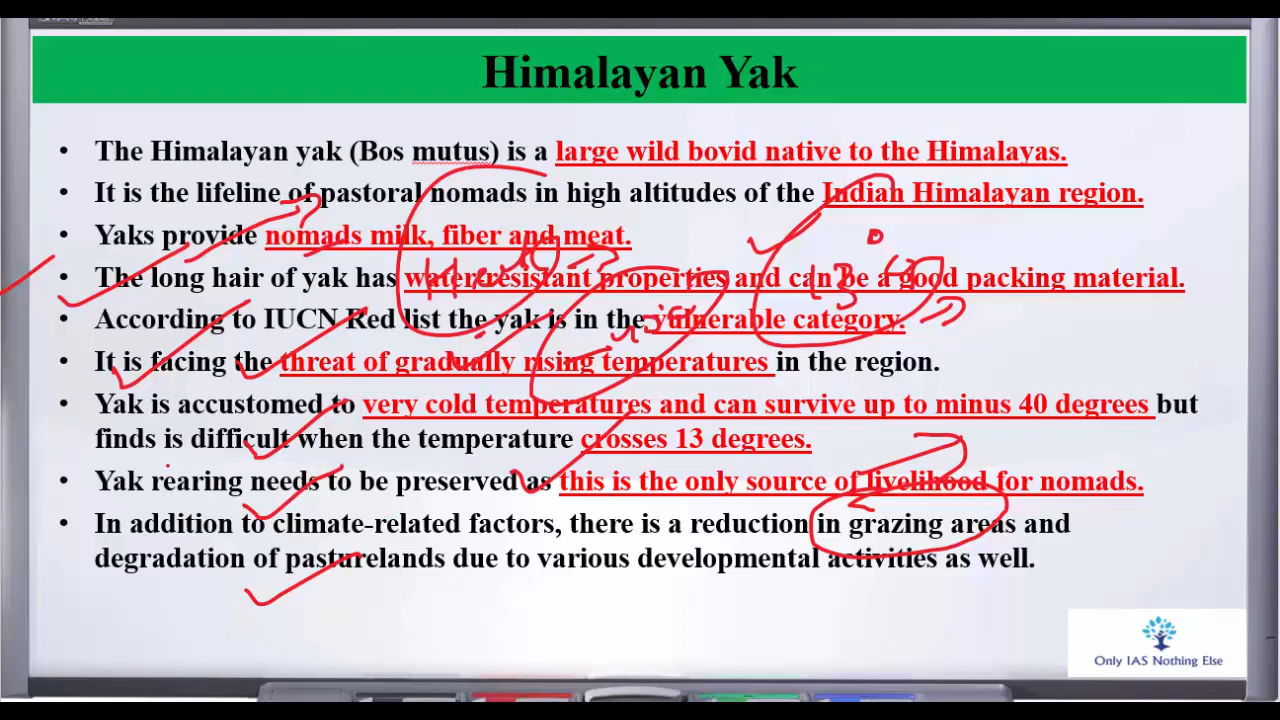 Himalayan Yak
• The Himalayan yak (Bos mutus) is a large wild bovid native to the Himalayas.
• It is the lifeline of pastoral nomads in high altitudes of the Indian Himalayan region.
• Yaks provide nomads milk, fiber and meat.
• The long hair of yak has water-resistant properties and can be a good packing material.
• According to IUCN Red list the yak is in the vulnerable category.
• It is facing the threat of gradually rising temperatures in the region.
• Yak is accustomed to very cold temperatures and can survive up to minus 40 degrees but
finds is difficult when the temperature crosses 13 degrees.
• Yak rearing needs to be preserved as this is the only source of livelihood for nomads.
• In addition to climate-related factors, there is a reduction in grazing areas and
degradation of pasturelands due to various developmental activities as well.
Only IAS Nothing Else